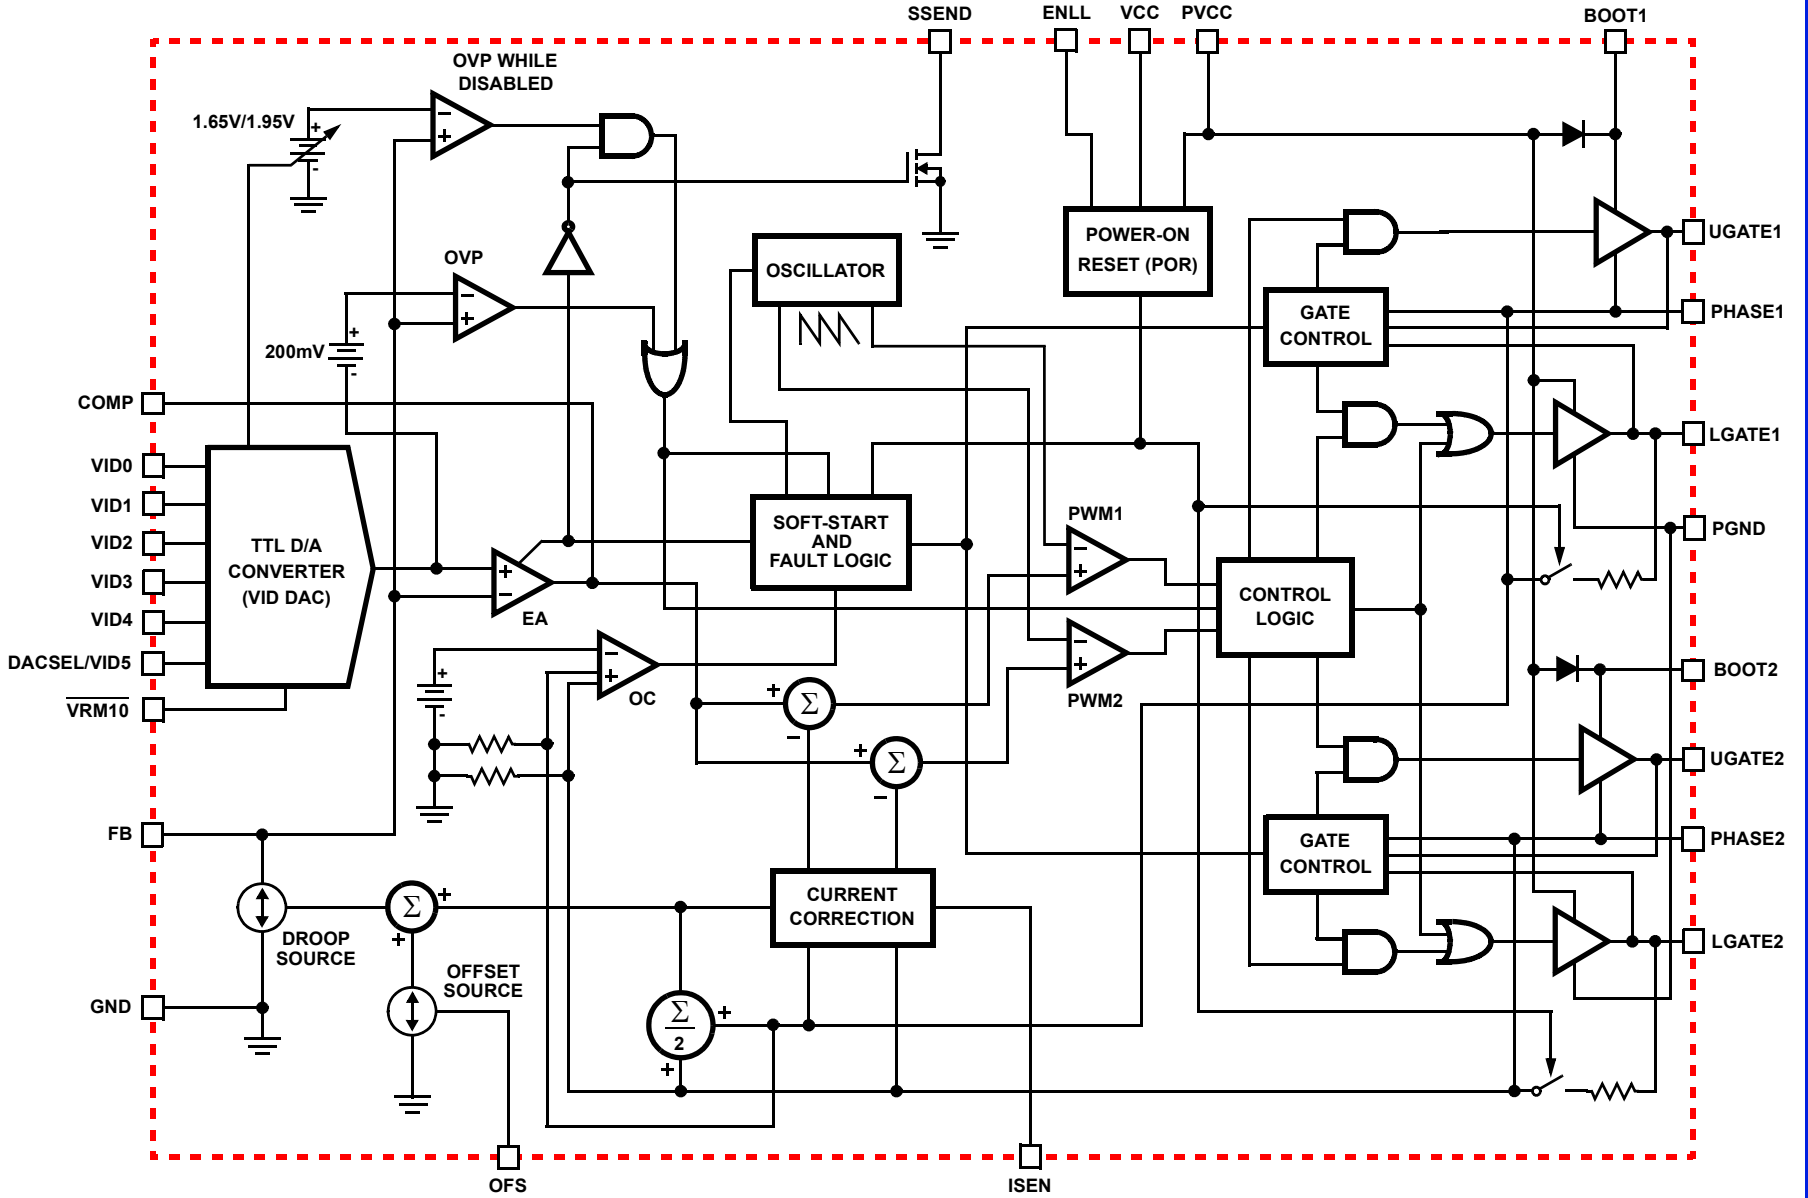 SSEND
ENLL
VCC
PVCC
BOOT1
OVP WHILE
DISABLED
1.65V/1.95V
+
-
−
+
OVP
−
+
200mV
+
-
OSCILLATOR
POWER-ON
RESET (POR)
UGATE1
GATE
CONTROL
PHASE1
COMP
LGATE1
VID0
VID1
VID2
VID3
VID4
DACSEL/VID5
VRM10
TTL D/A
CONVERTER
(VID DAC)
+
−
EA
SOFT-START
AND
FAULT LOGIC
PWM1
−
+
PGND
CONTROL
LOGIC
−
+
PWM2
−
+
OC
+
-
+
Σ
−
+
Σ
−
BOOT2
UGATE2
FB
GATE
CONTROL
PHASE2
CURRENT
CORRECTION
Σ
+
+
DROOP
SOURCE
LGATE2
OFFSET
SOURCE
GND
Σ
2
+
+
OFS
ISEN